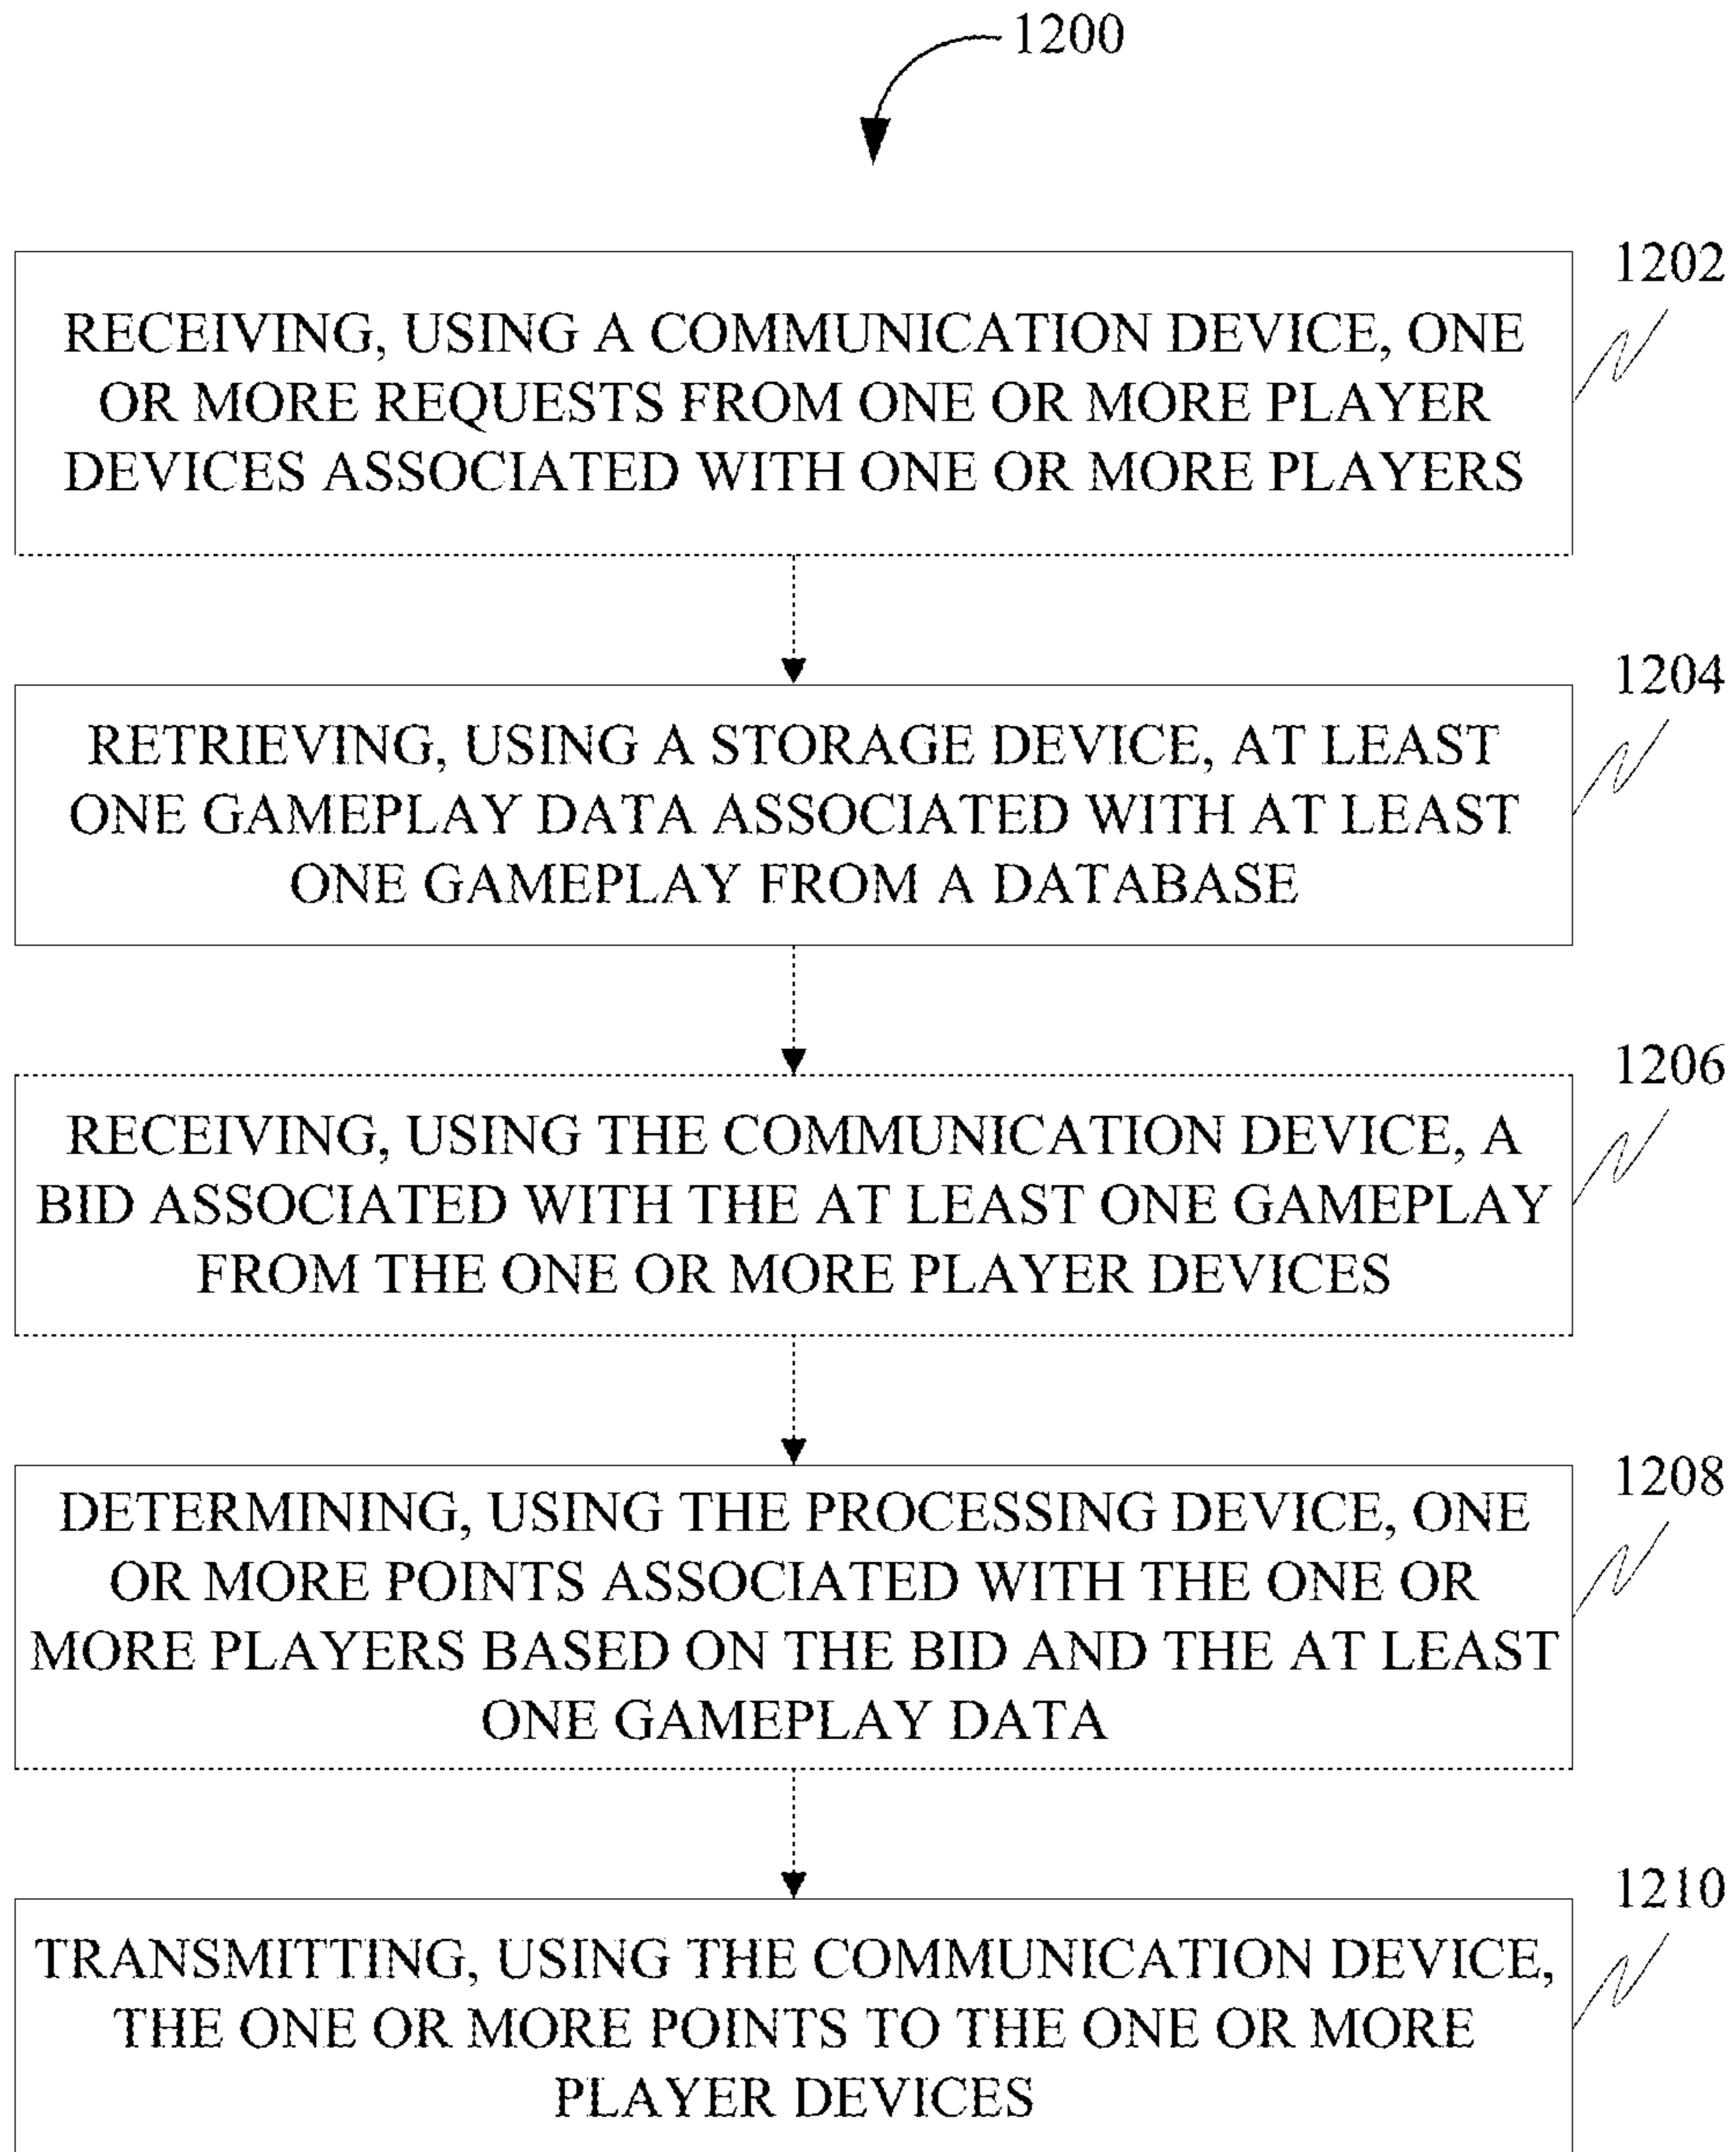 1200
1202
RECEIVING, USING A COMMUNICATION DEVICE, ONE
OR MORE REQUESTS FROM ONE OR MORE PLAYER
DEVICES ASSOCIATED WITH ONE OR MORE PLAYERS
1204
RETRIEVING, USING A STORAGE DEVICE, AT LEAST
ONE GAMEPLAY DATA ASSOCIATED WITH AT LEAST
ONE GAMEPLAY FROM A DATABASE
1206
RECEIVING, USING THE COMMUNICATION DEVICE, A
BID ASSOCIATED WITH THE AT LEAST ONE GAMEPLAY
FROM THE ONE OR MORE PLAYER DEVICES
1208
DETERMINING, USING THE PROCESSING DEVICE, ONE
OR MORE POINTS ASSOCIATED WITH THE ONE OR
MORE PLAYERS BASED ON THE BID AND THE AT LEAST
ONE GAMEPLAY DATA
1210
TRANSMITTING, USING THE COMMUNICATION DEVICE,
THE ONE OR MORE POINTS TO THE ONE OR MORE
PLAYER DEVICES